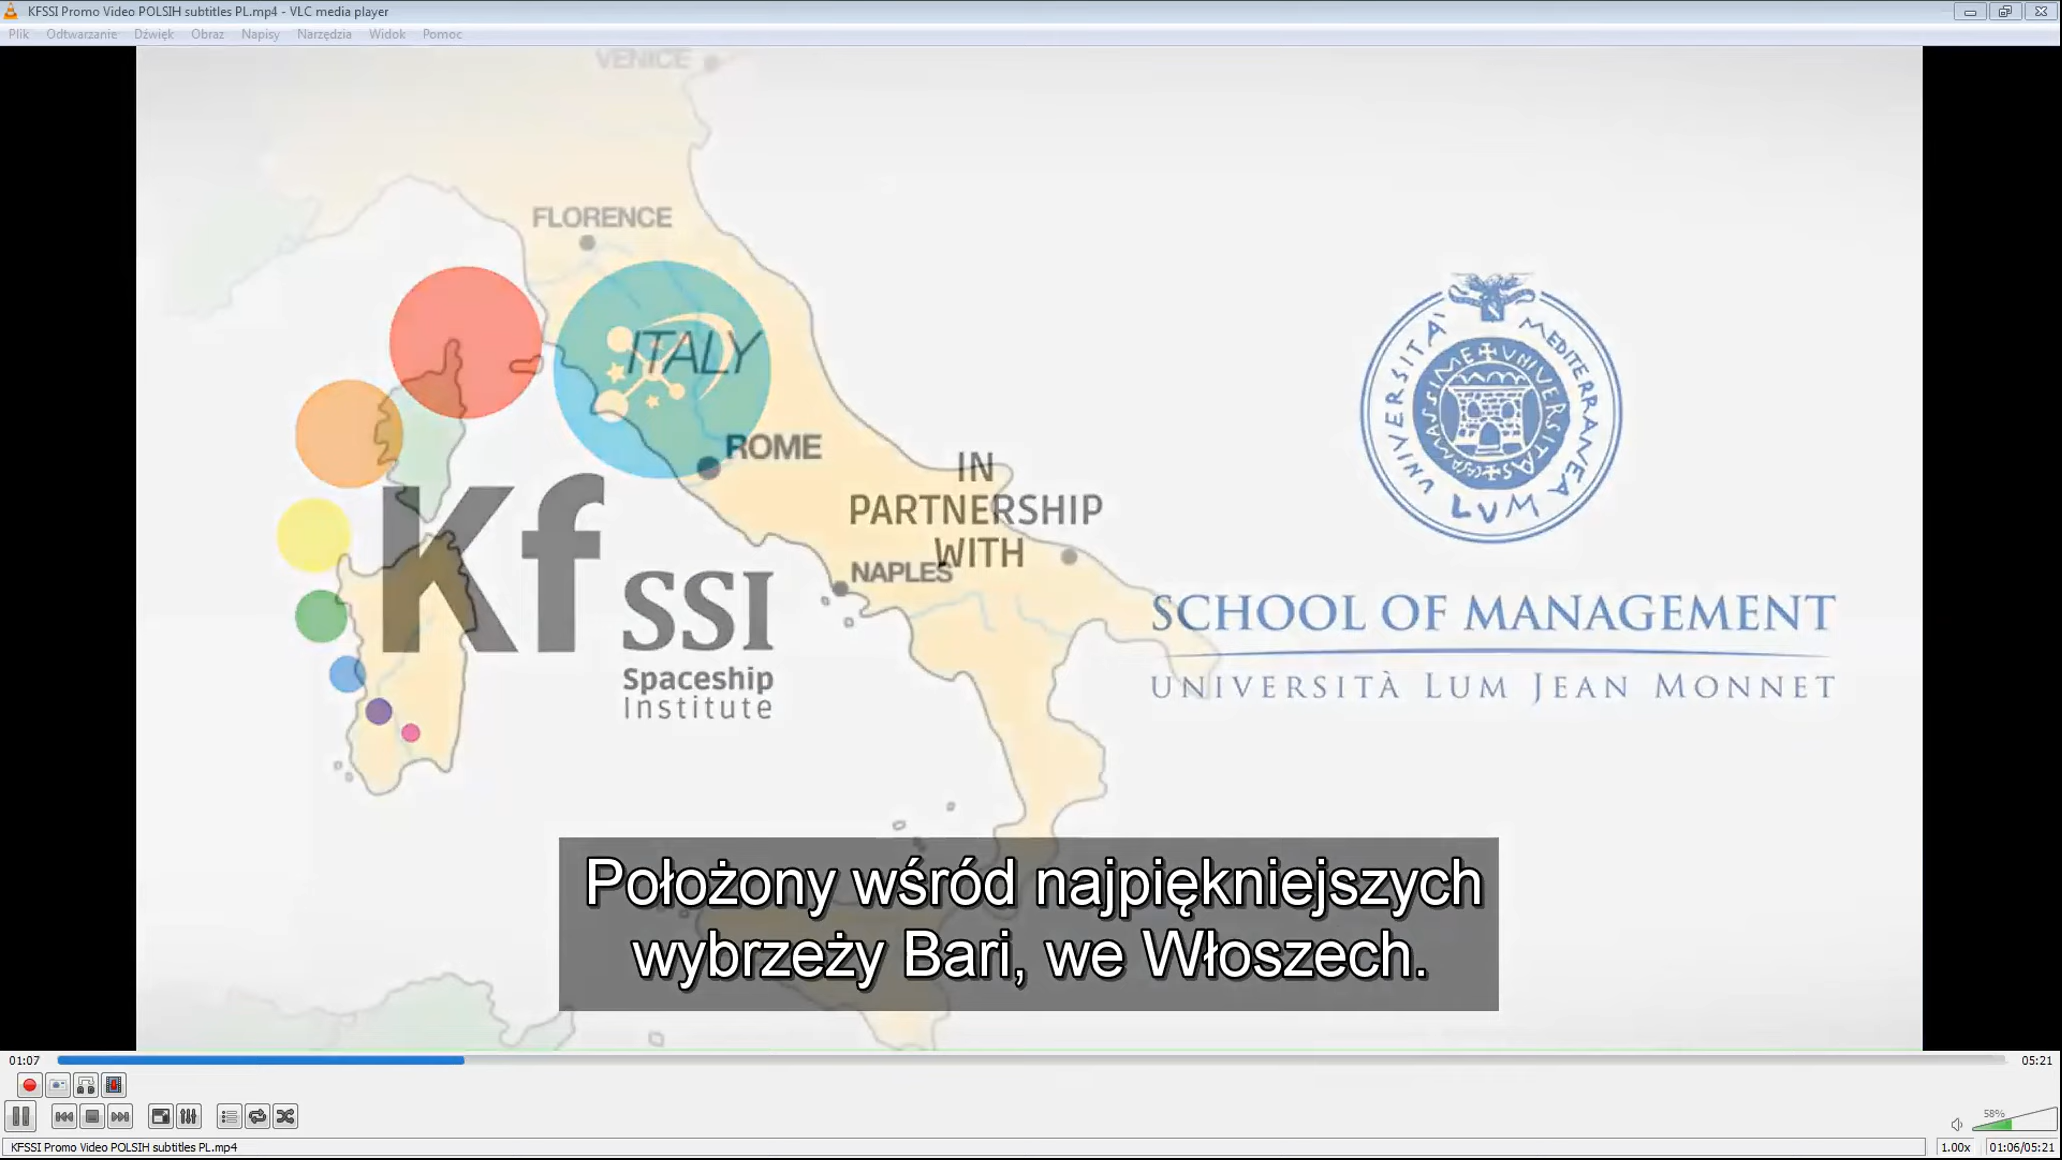 KFSSI Promo Video POLSIH subtitles PL.mp4 - VLC media player
Plik Odtwarzanie Dźwięk Obraz Napisy Narzędzia Widok Pomoc
VENICE
FLORENCE
ITALY
ROME
IN
PARTNERSHIP
WITH
NAPLES
Kf SSI
Spaceship
Institute
UNIVERSITÀ MEDITERRANEA
LVM
SCHOOL OF MANAGEMENT
UNIVERSITÀ LUM JEAN MONNET
Położony wśród najpiękniejszych
wybrzeży Bari, we Włoszech.
01:07 05:21
58%
KFSSI Promo Video POLSIH subtitles PL.mp4 1.00x 01:06/05:21